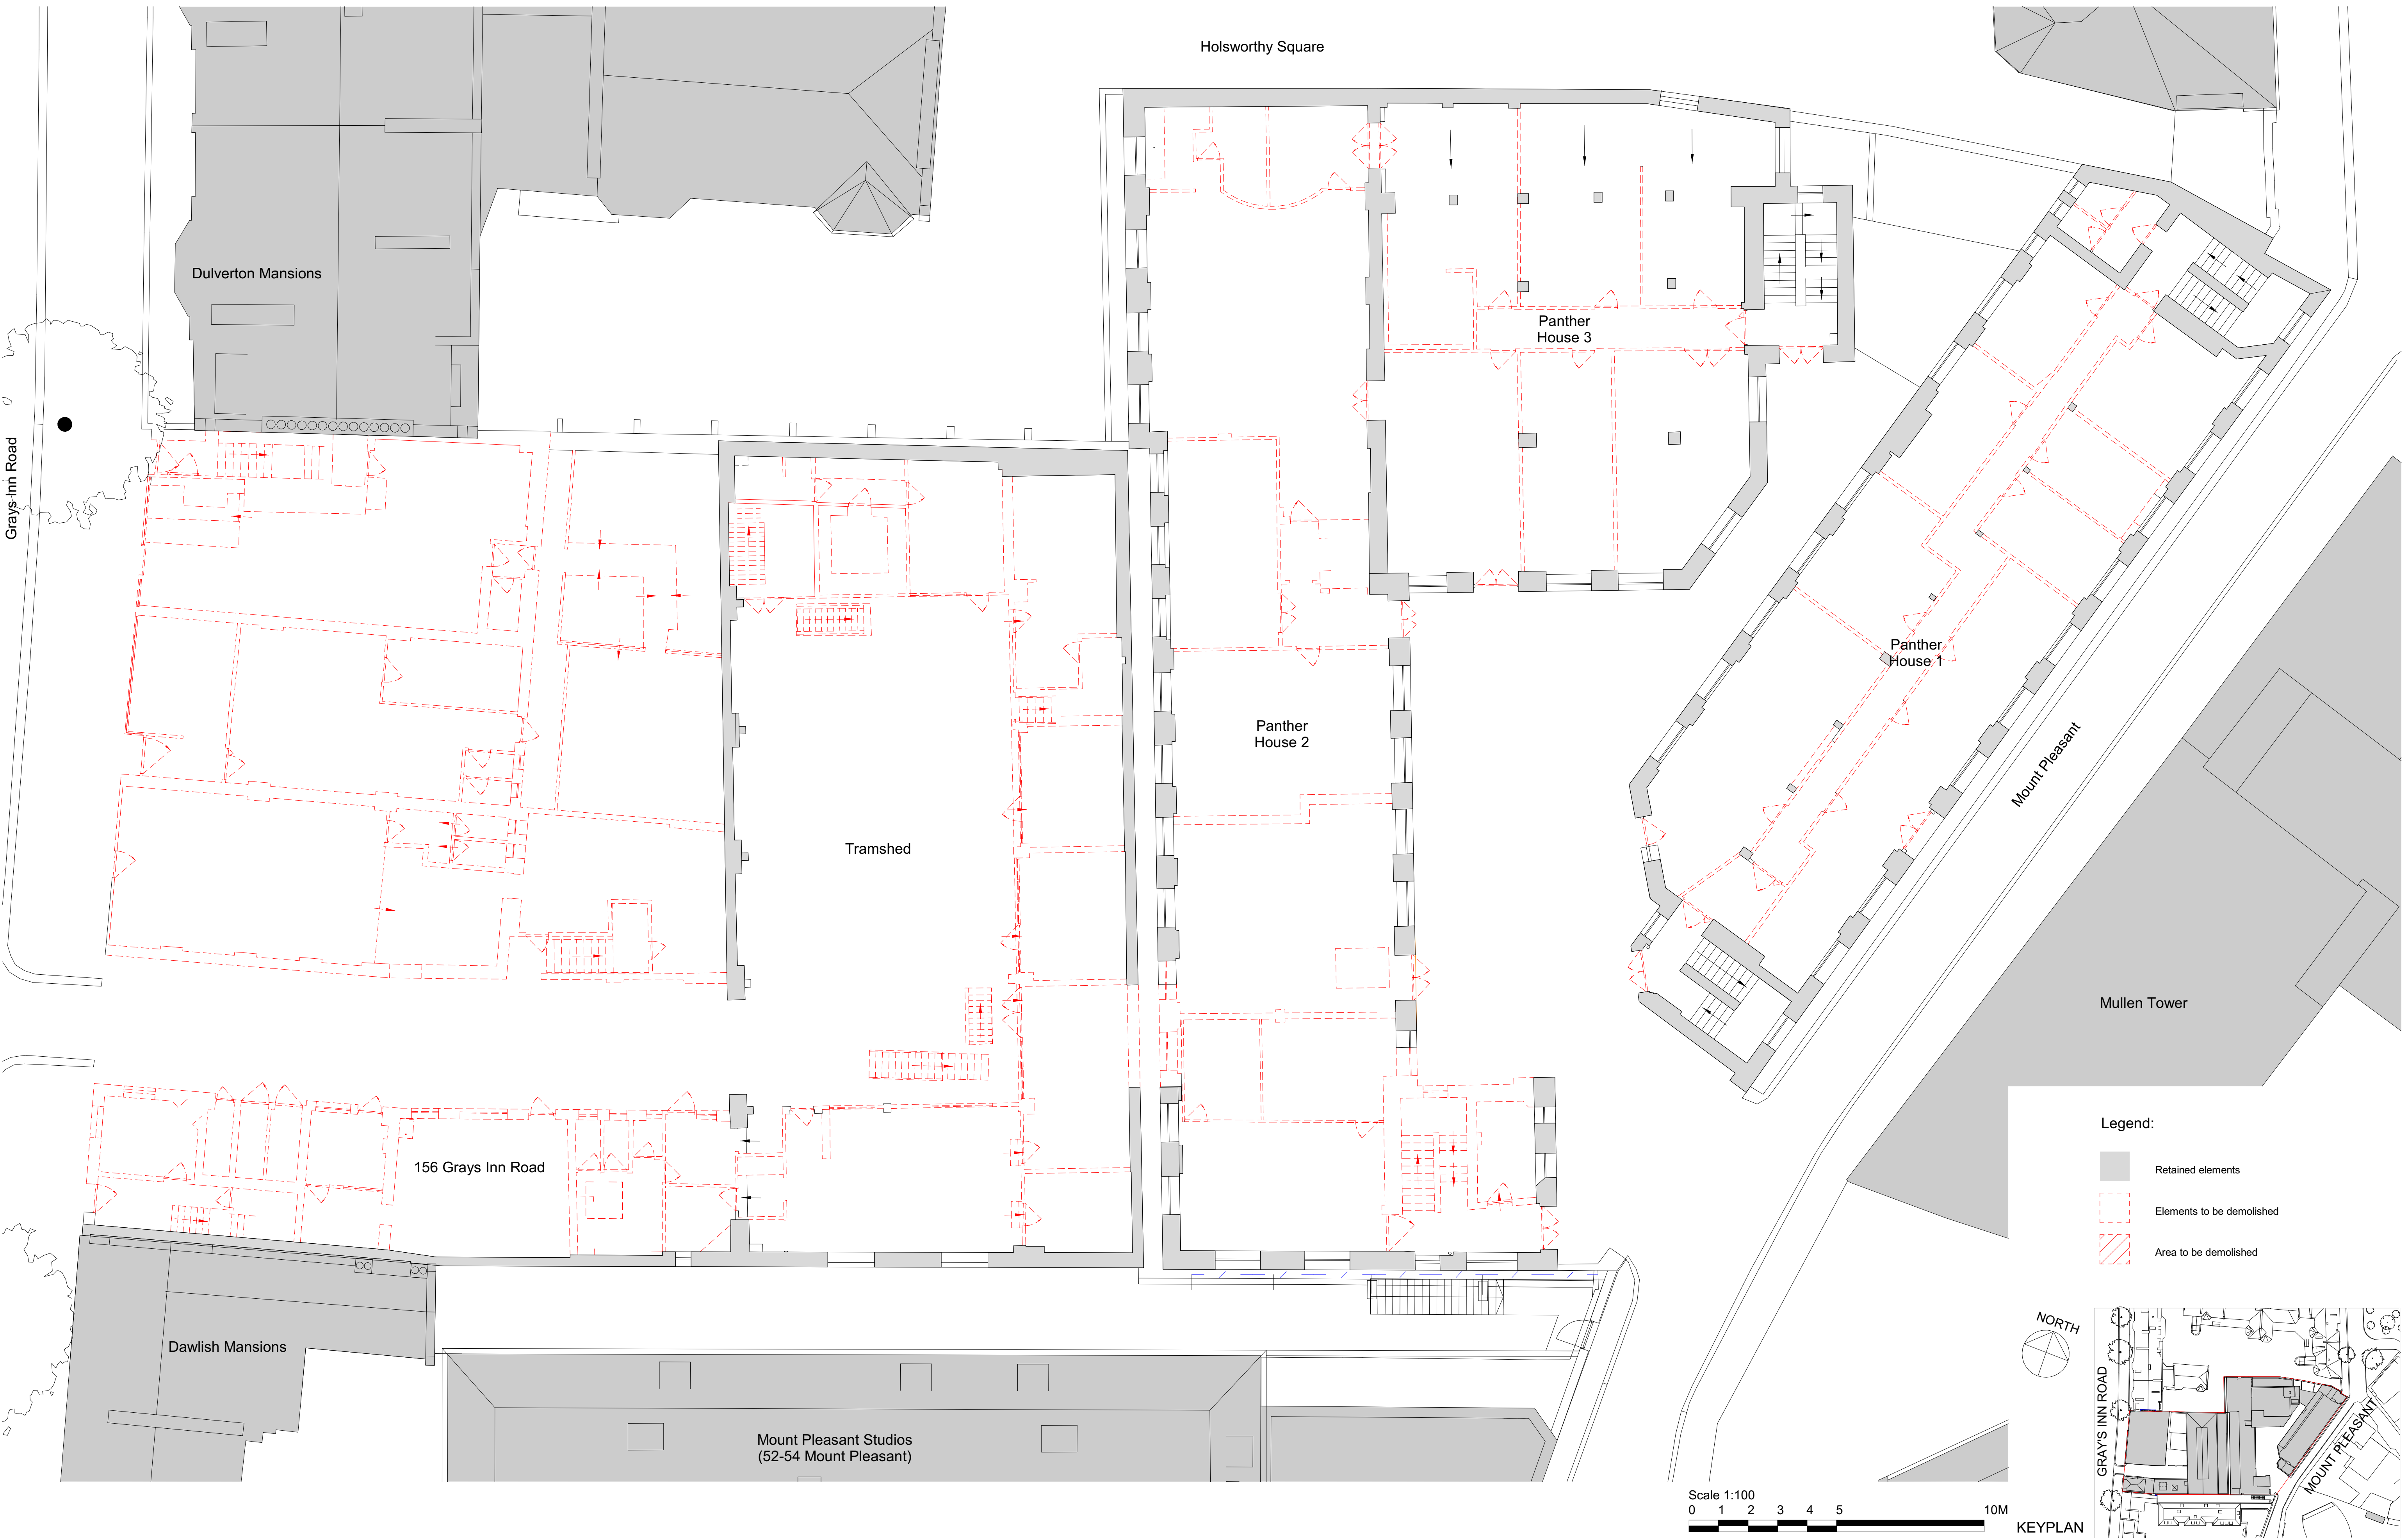 Holsworthy Square
Dulverton Mansions
Panther
House 3
Grays Inn Road
Panther
House 1
Panther
House 2
Mount Pleasant
Tramshed
Mullen Tower
Legend:
Retained elements
Elements to be demolished
Area to be demolished
156 Grays Inn Road
Dawlish Mansions
Mount Pleasant Studios
(52-54 Mount Pleasant)
NORTH
GRAY'S INN ROAD
MOUNT PLEASANT
Scale 1:100
0 1 2 3 4 5 10M
KEYPLAN